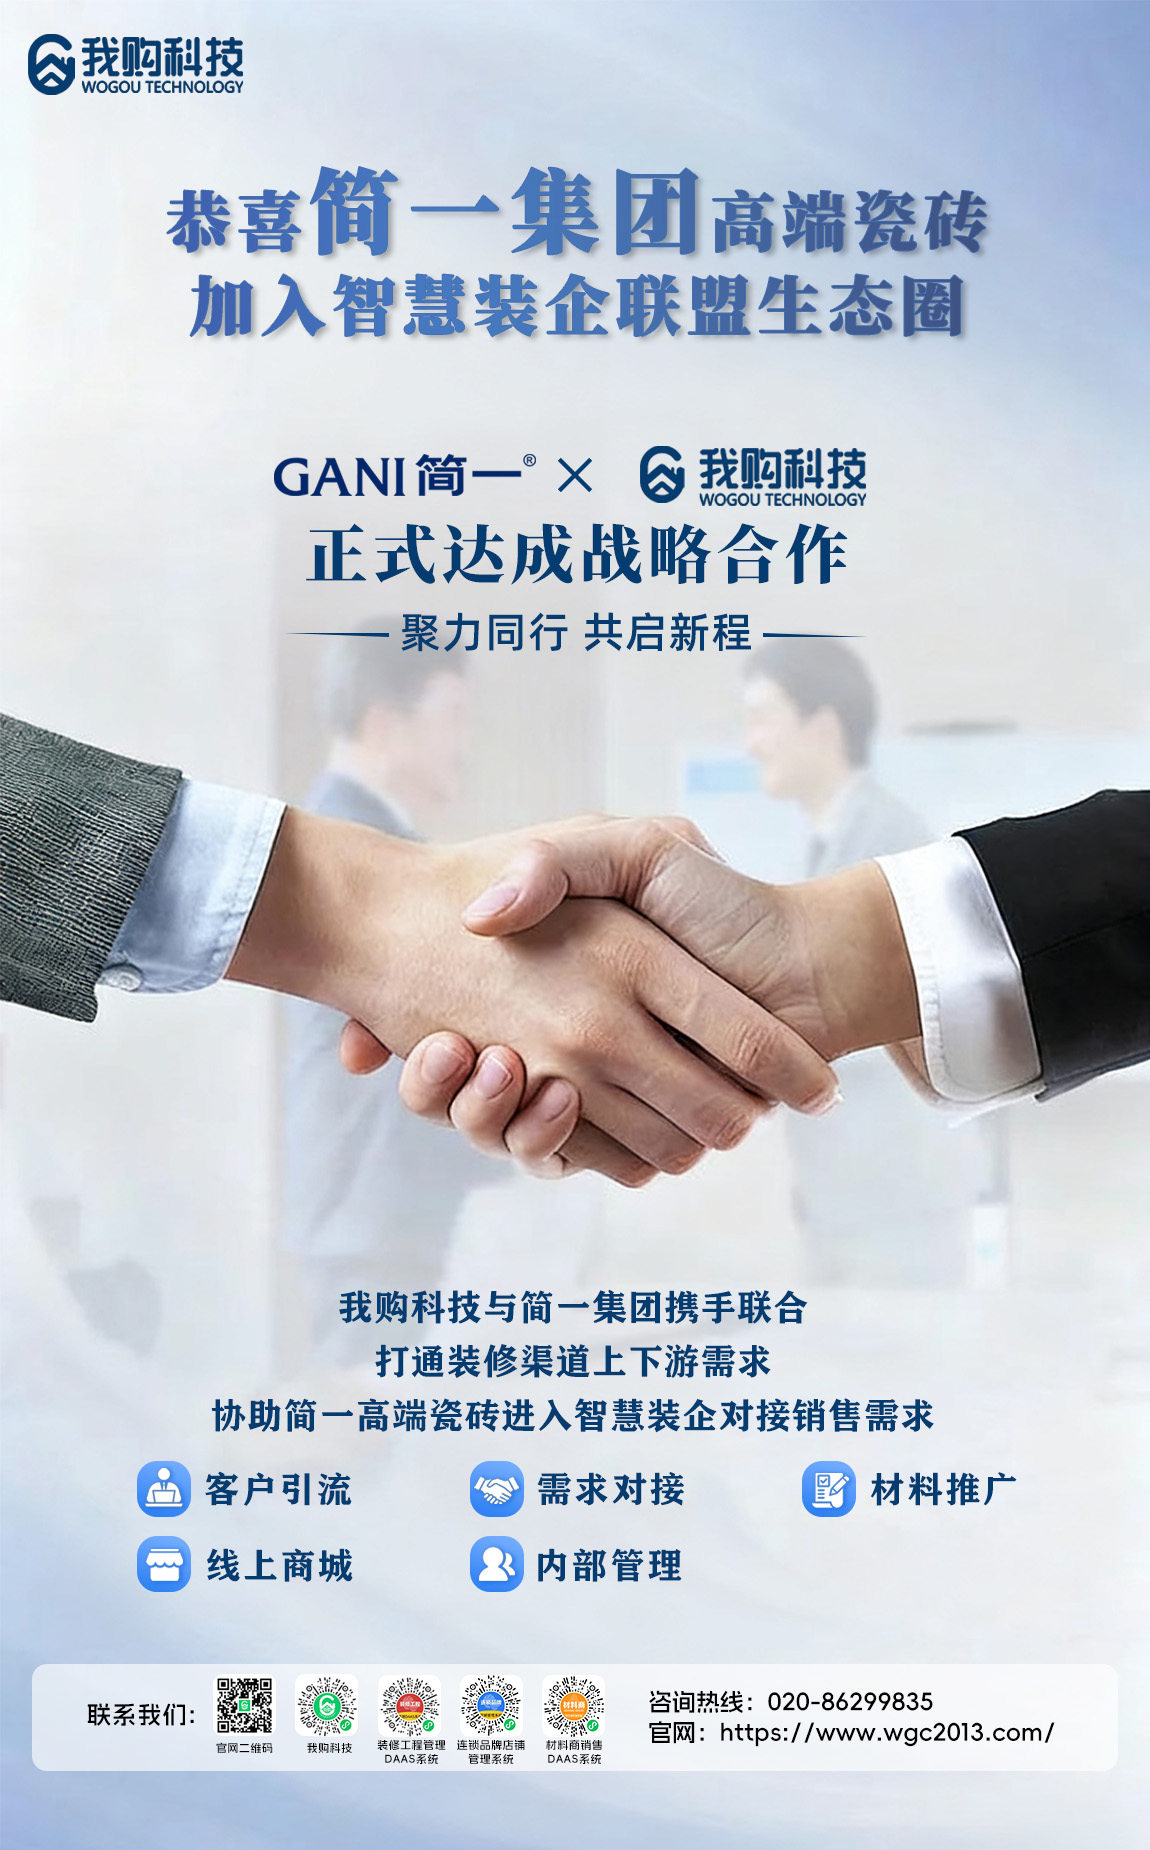 我购科技
WOGOU TECHNOLOGY
恭喜简一集团高端瓷砖
加入智慧装企联盟生态圈
GANI简一® × 我购科技
WOGOU TECHNOLOGY
正式达成战略合作
聚力同行 共启新程
我购科技与简一集团携手联合
打通装修渠道上下游需求
协助简一高端瓷砖进入智慧装企对接销售需求
客户引流 需求对接 材料推广
线上商城 内部管理
联系我们:
官网二维码
我购科技
装修工程管理
DAAS系统
连锁品牌店铺
管理系统
材料商销售
DAAS系统
咨询热线：020-86299835
官网：https://www.wgc2013.com/